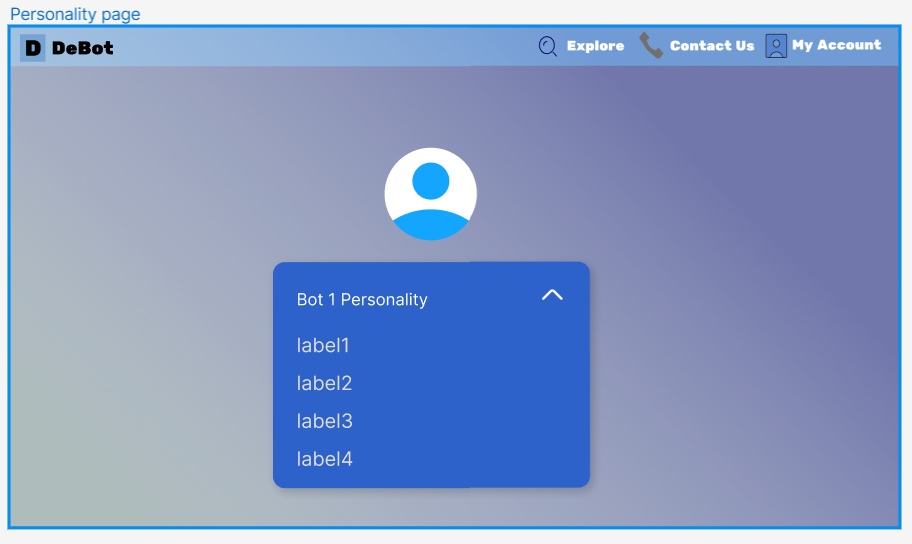 Personality page
D DeBot Explore Contact Us My Account
Bot 1 Personality
label1
label2
label3
label4